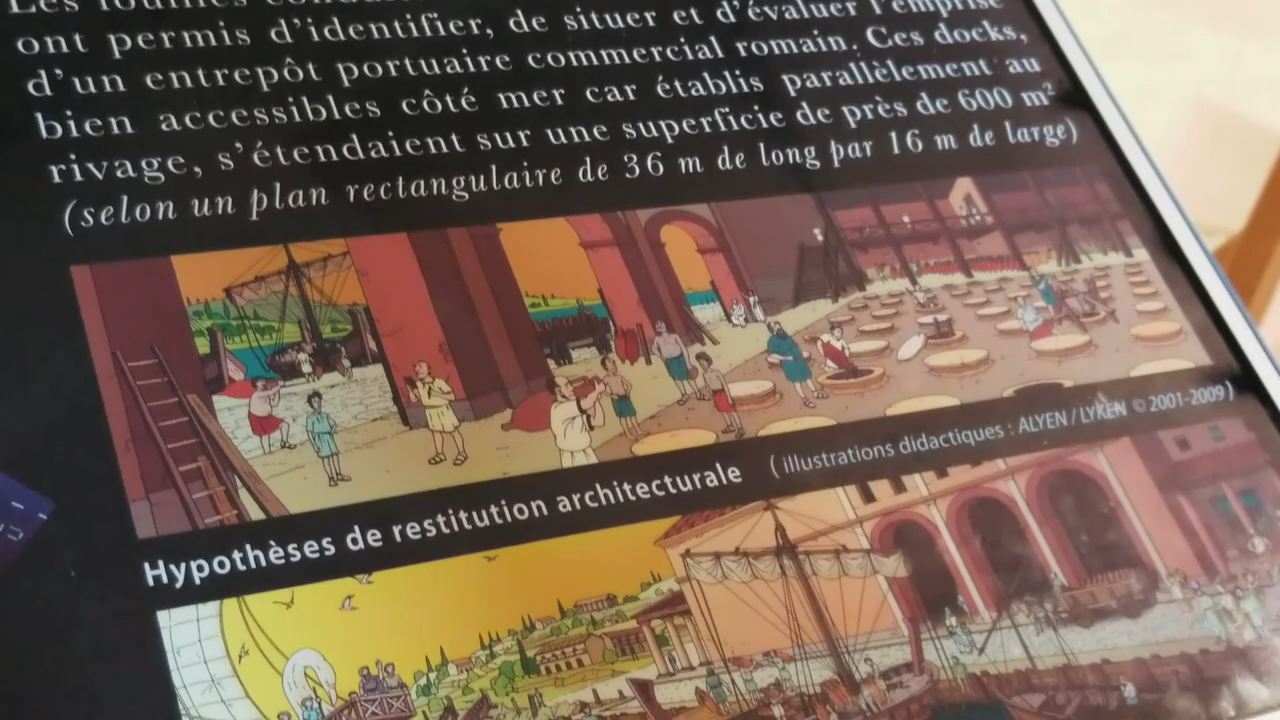 Les fouilles
ont permis d'identifier, de situer et d'évaluer l'emprise
d'un entrepôt portuaire commercial romain. Ces docks,
bien accessibles côté mer car établis parallèlement au
rivage, s'étendaient sur une superficie de près de 600 m²
(selon un plan rectangulaire de 36 m de long par 16 m de large)
Hypothèses de restitution architecturale (illustrations didactiques : ALYEN / LYKEN © 2001-2009)